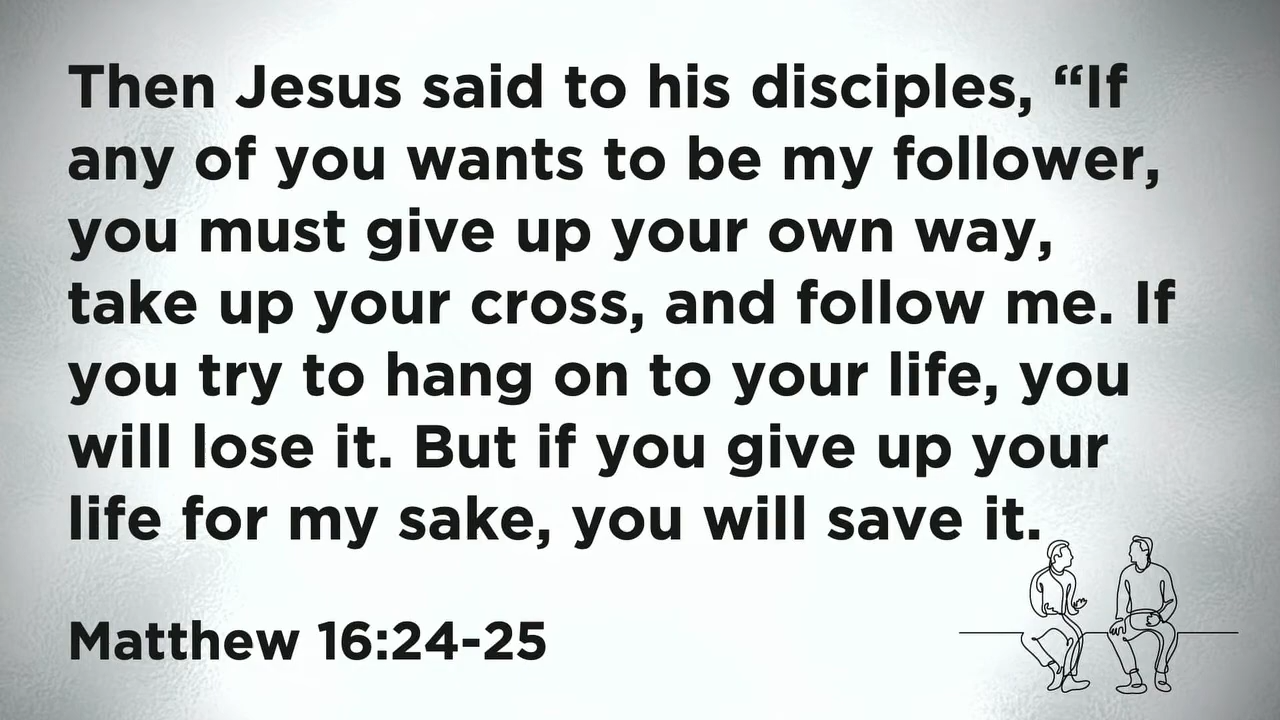 Then Jesus said to his disciples, “If
any of you wants to be my follower,
you must give up your own way,
take up your cross, and follow me. If
you try to hang on to your life, you
will lose it. But if you give up your
life for my sake, you will save it.
Matthew 16:24-25